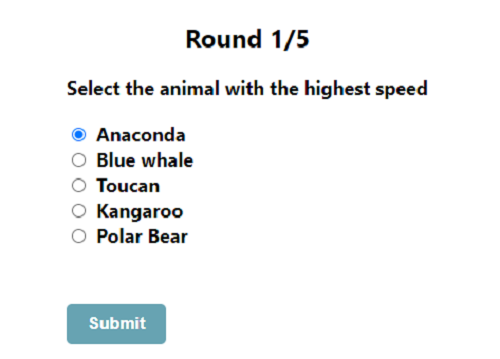 Round 1/5
Select the animal with the highest speed
Anaconda
Blue whale
Toucan
Kangaroo
Polar Bear
Submit